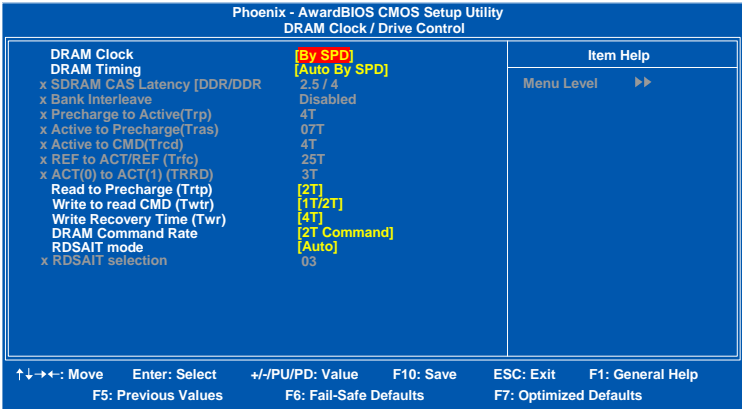 Phoenix - AwardBIOS CMOS Setup Utility
DRAM Clock / Drive Control
DRAM Clock [By SPD]
DRAM Timing [Auto By SPD]
x SDRAM CAS Latency [DDR/DDR 2.5 / 4
x Bank Interleave Disabled
x Precharge to Active(Trp) 4T
x Active to Precharge(Tras) 07T
x Active to CMD(Trcd) 4T
x REF to ACT/REF (Trfc) 25T
x ACT(0) to ACT(1) (TRRD) 3T
Read to Precharge (Trtp) [2T]
Write to read CMD (Twtr) [1T/2T]
Write Recovery Time (Twr) [4T]
DRAM Command Rate [2T Command]
RDSAIT mode [Auto]
x RDSAIT selection 03
Item Help
Menu Level ▶▶
↑↓→←: Move Enter: Select +/-/PU/PD: Value F10: Save ESC: Exit F1: General Help
F5: Previous Values F6: Fail-Safe Defaults F7: Optimized Defaults